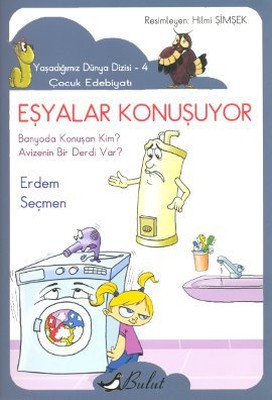 Resimleyen: Hilmi ŞİMŞEK
Yaşadığımız Dünya Dizisi - 4
Çocuk Edebiyatı
EŞYALAR KONUŞUYOR
Banyoda Konuşan Kim?
Avizenin Bir Derdi Var?
Erdem
Seçmen
Bulut